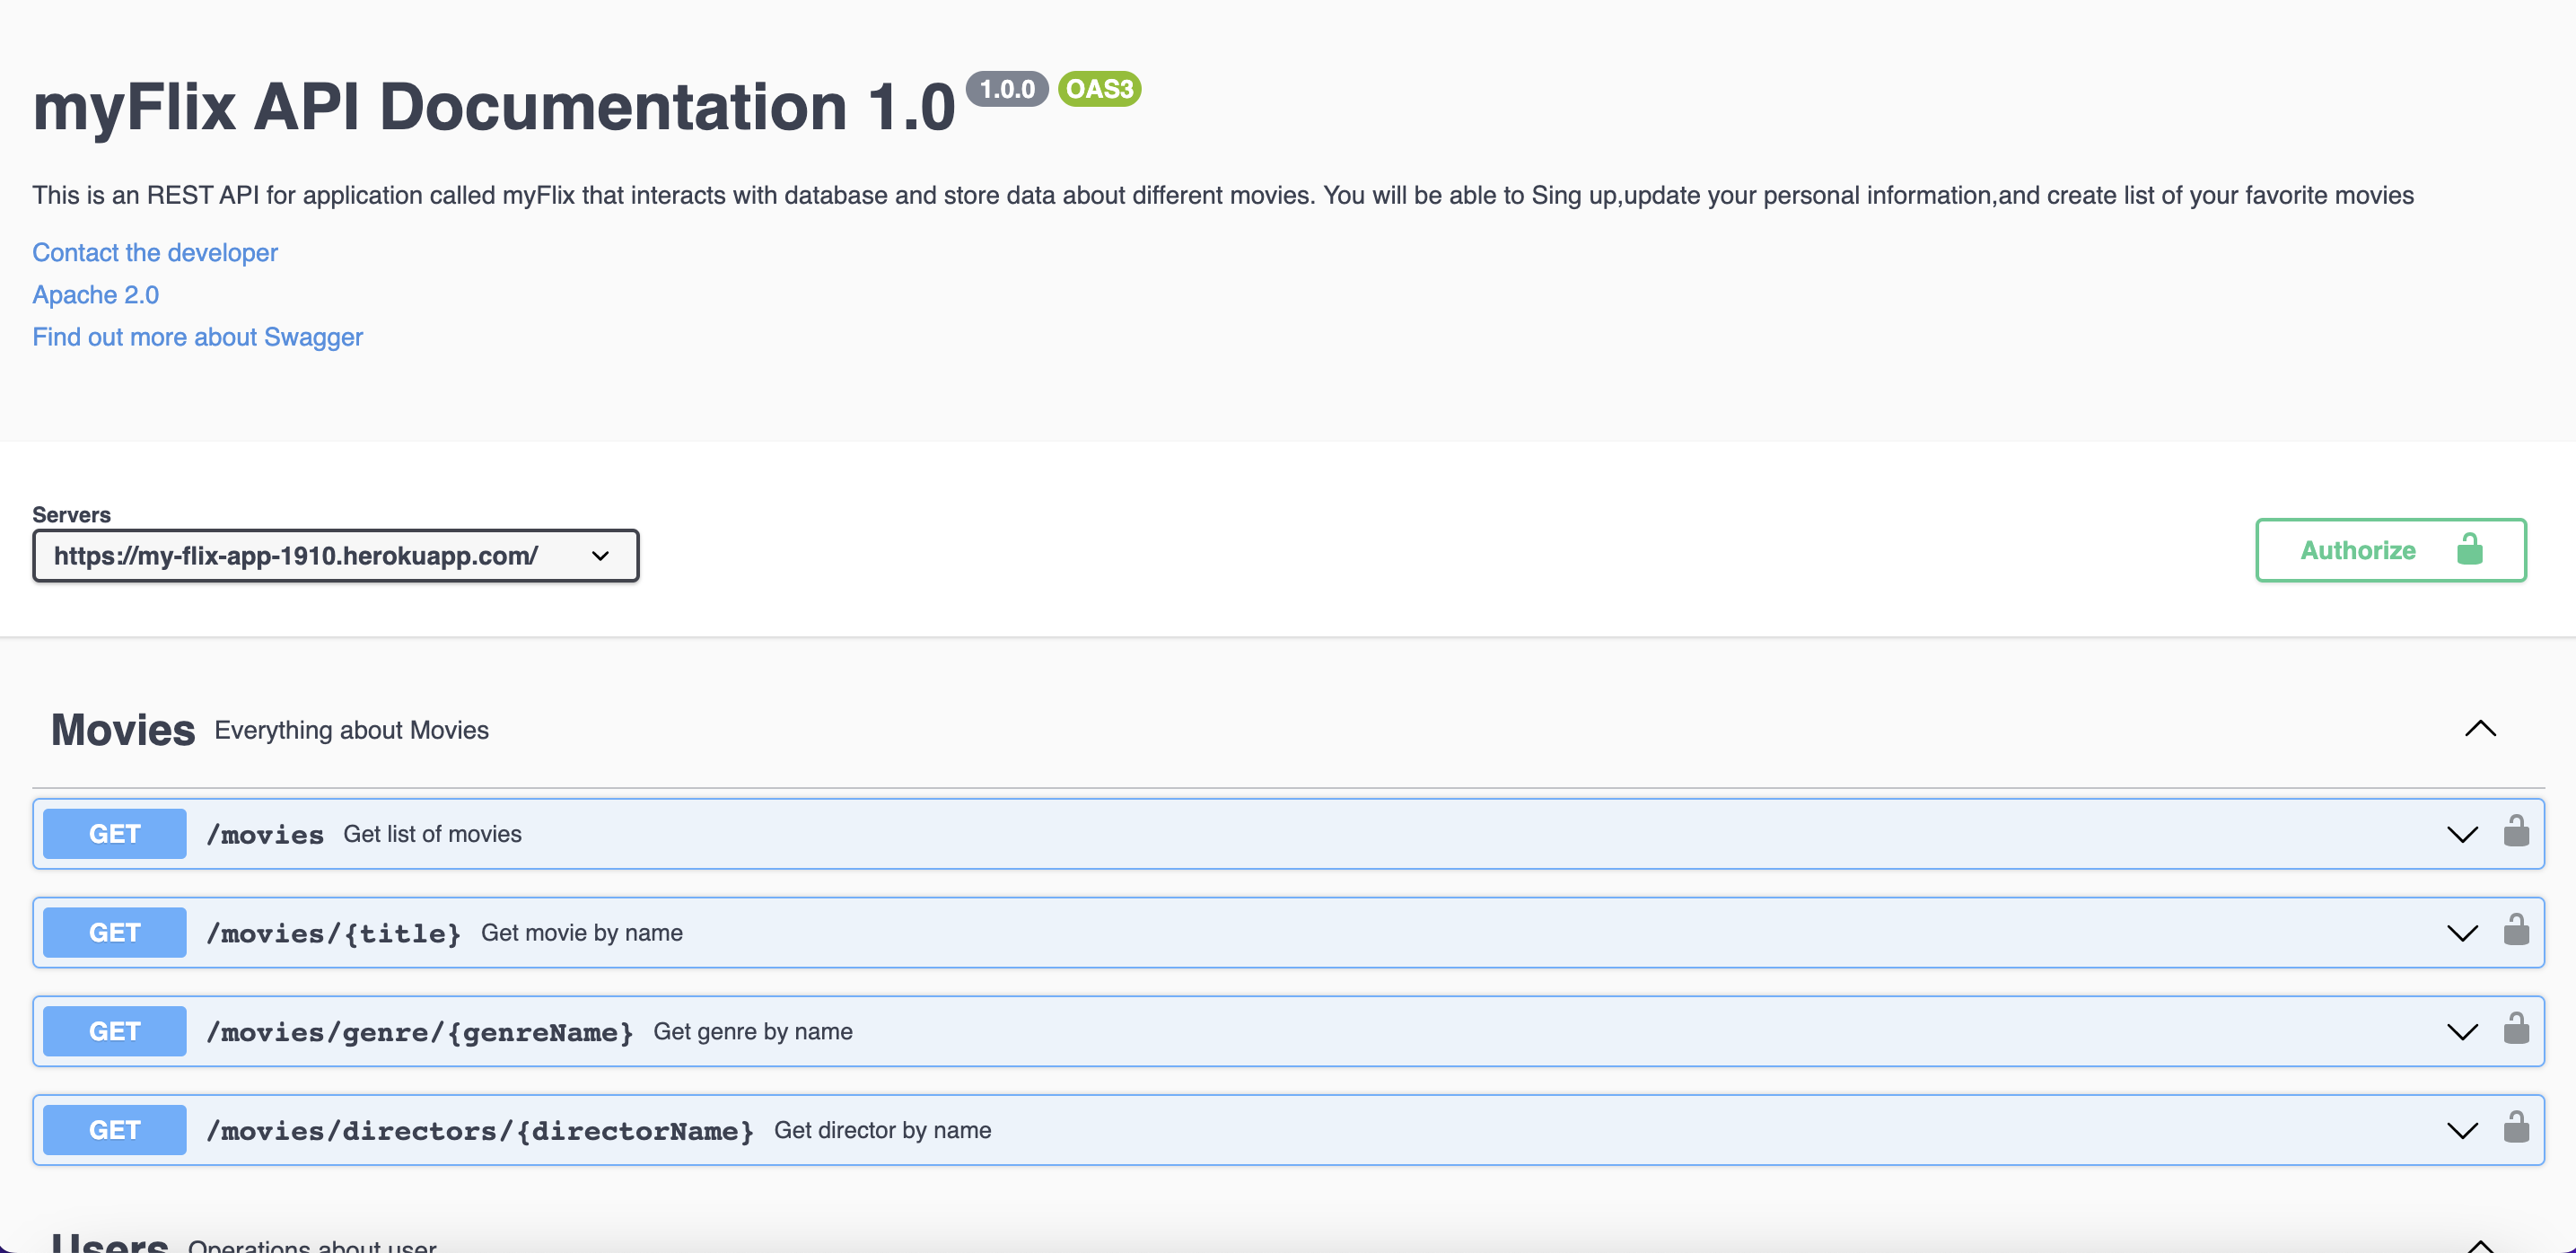 myFlix API Documentation 1.0 1.0.0 OAS3
This is an REST API for application called myFlix that interacts with database and store data about different movies. You will be able to Sing up,update your personal information,and create list of your favorite movies
Contact the developer
Apache 2.0
Find out more about Swagger
Servers
https://my-flix-app-1910.herokuapp.com/
Authorize
Movies Everything about Movies
GET /movies Get list of movies
GET /movies/{title} Get movie by name
GET /movies/genre/{genreName} Get genre by name
GET /movies/directors/{directorName} Get director by name
Users Operations about user